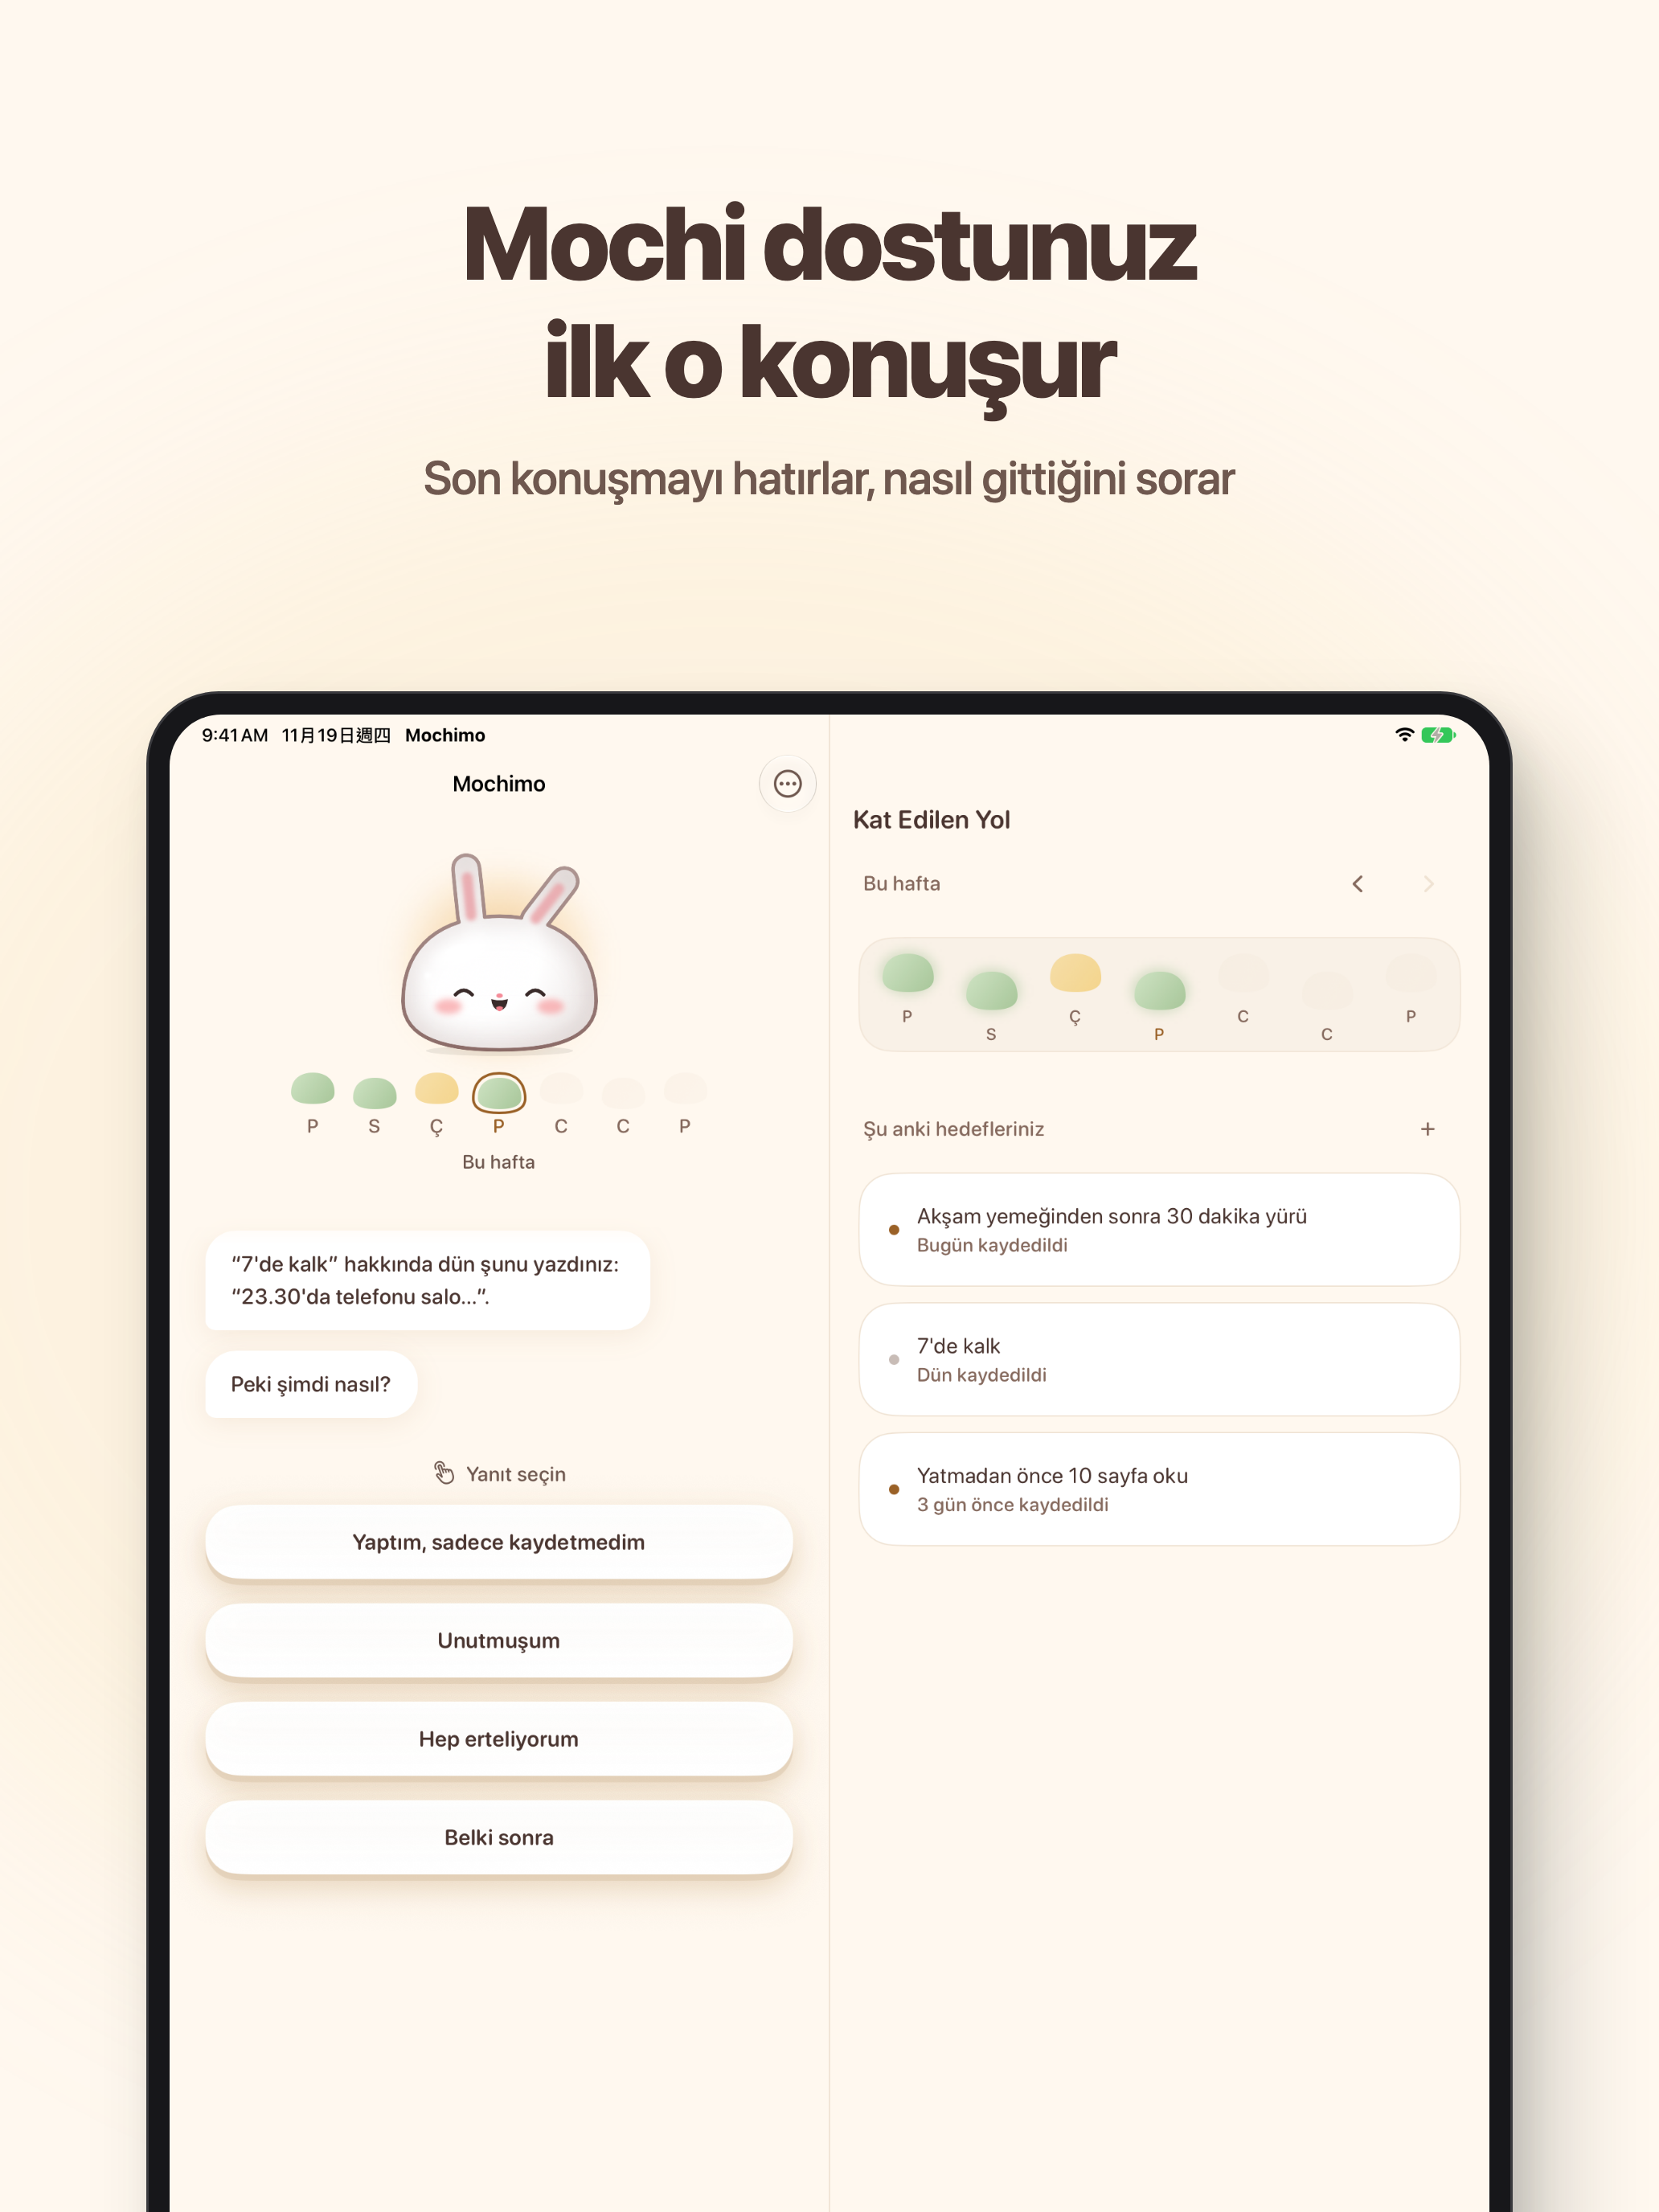 Mochi dostunuz
ilk o konuşur
Son konuşmayı hatırlar, nasıl gittiğini sorar
9:41 AM 11月19日週四 Mochimo
Mochimo
P S Ç P C C P
Bu hafta
“7'de kalk” hakkında dün şunu yazdınız:
“23.30'da telefonu salo...”.
Peki şimdi nasıl?
Yanıt seçin
Yaptım, sadece kaydetmedim
Unutmuşum
Hep erteliyorum
Belki sonra
Kat Edilen Yol
Bu hafta
P S Ç P C C P
Şu anki hedefleriniz
Akşam yemeğinden sonra 30 dakika yürü
Bugün kaydedildi
7'de kalk
Dün kaydedildi
Yatmadan önce 10 sayfa oku
3 gün önce kaydedildi